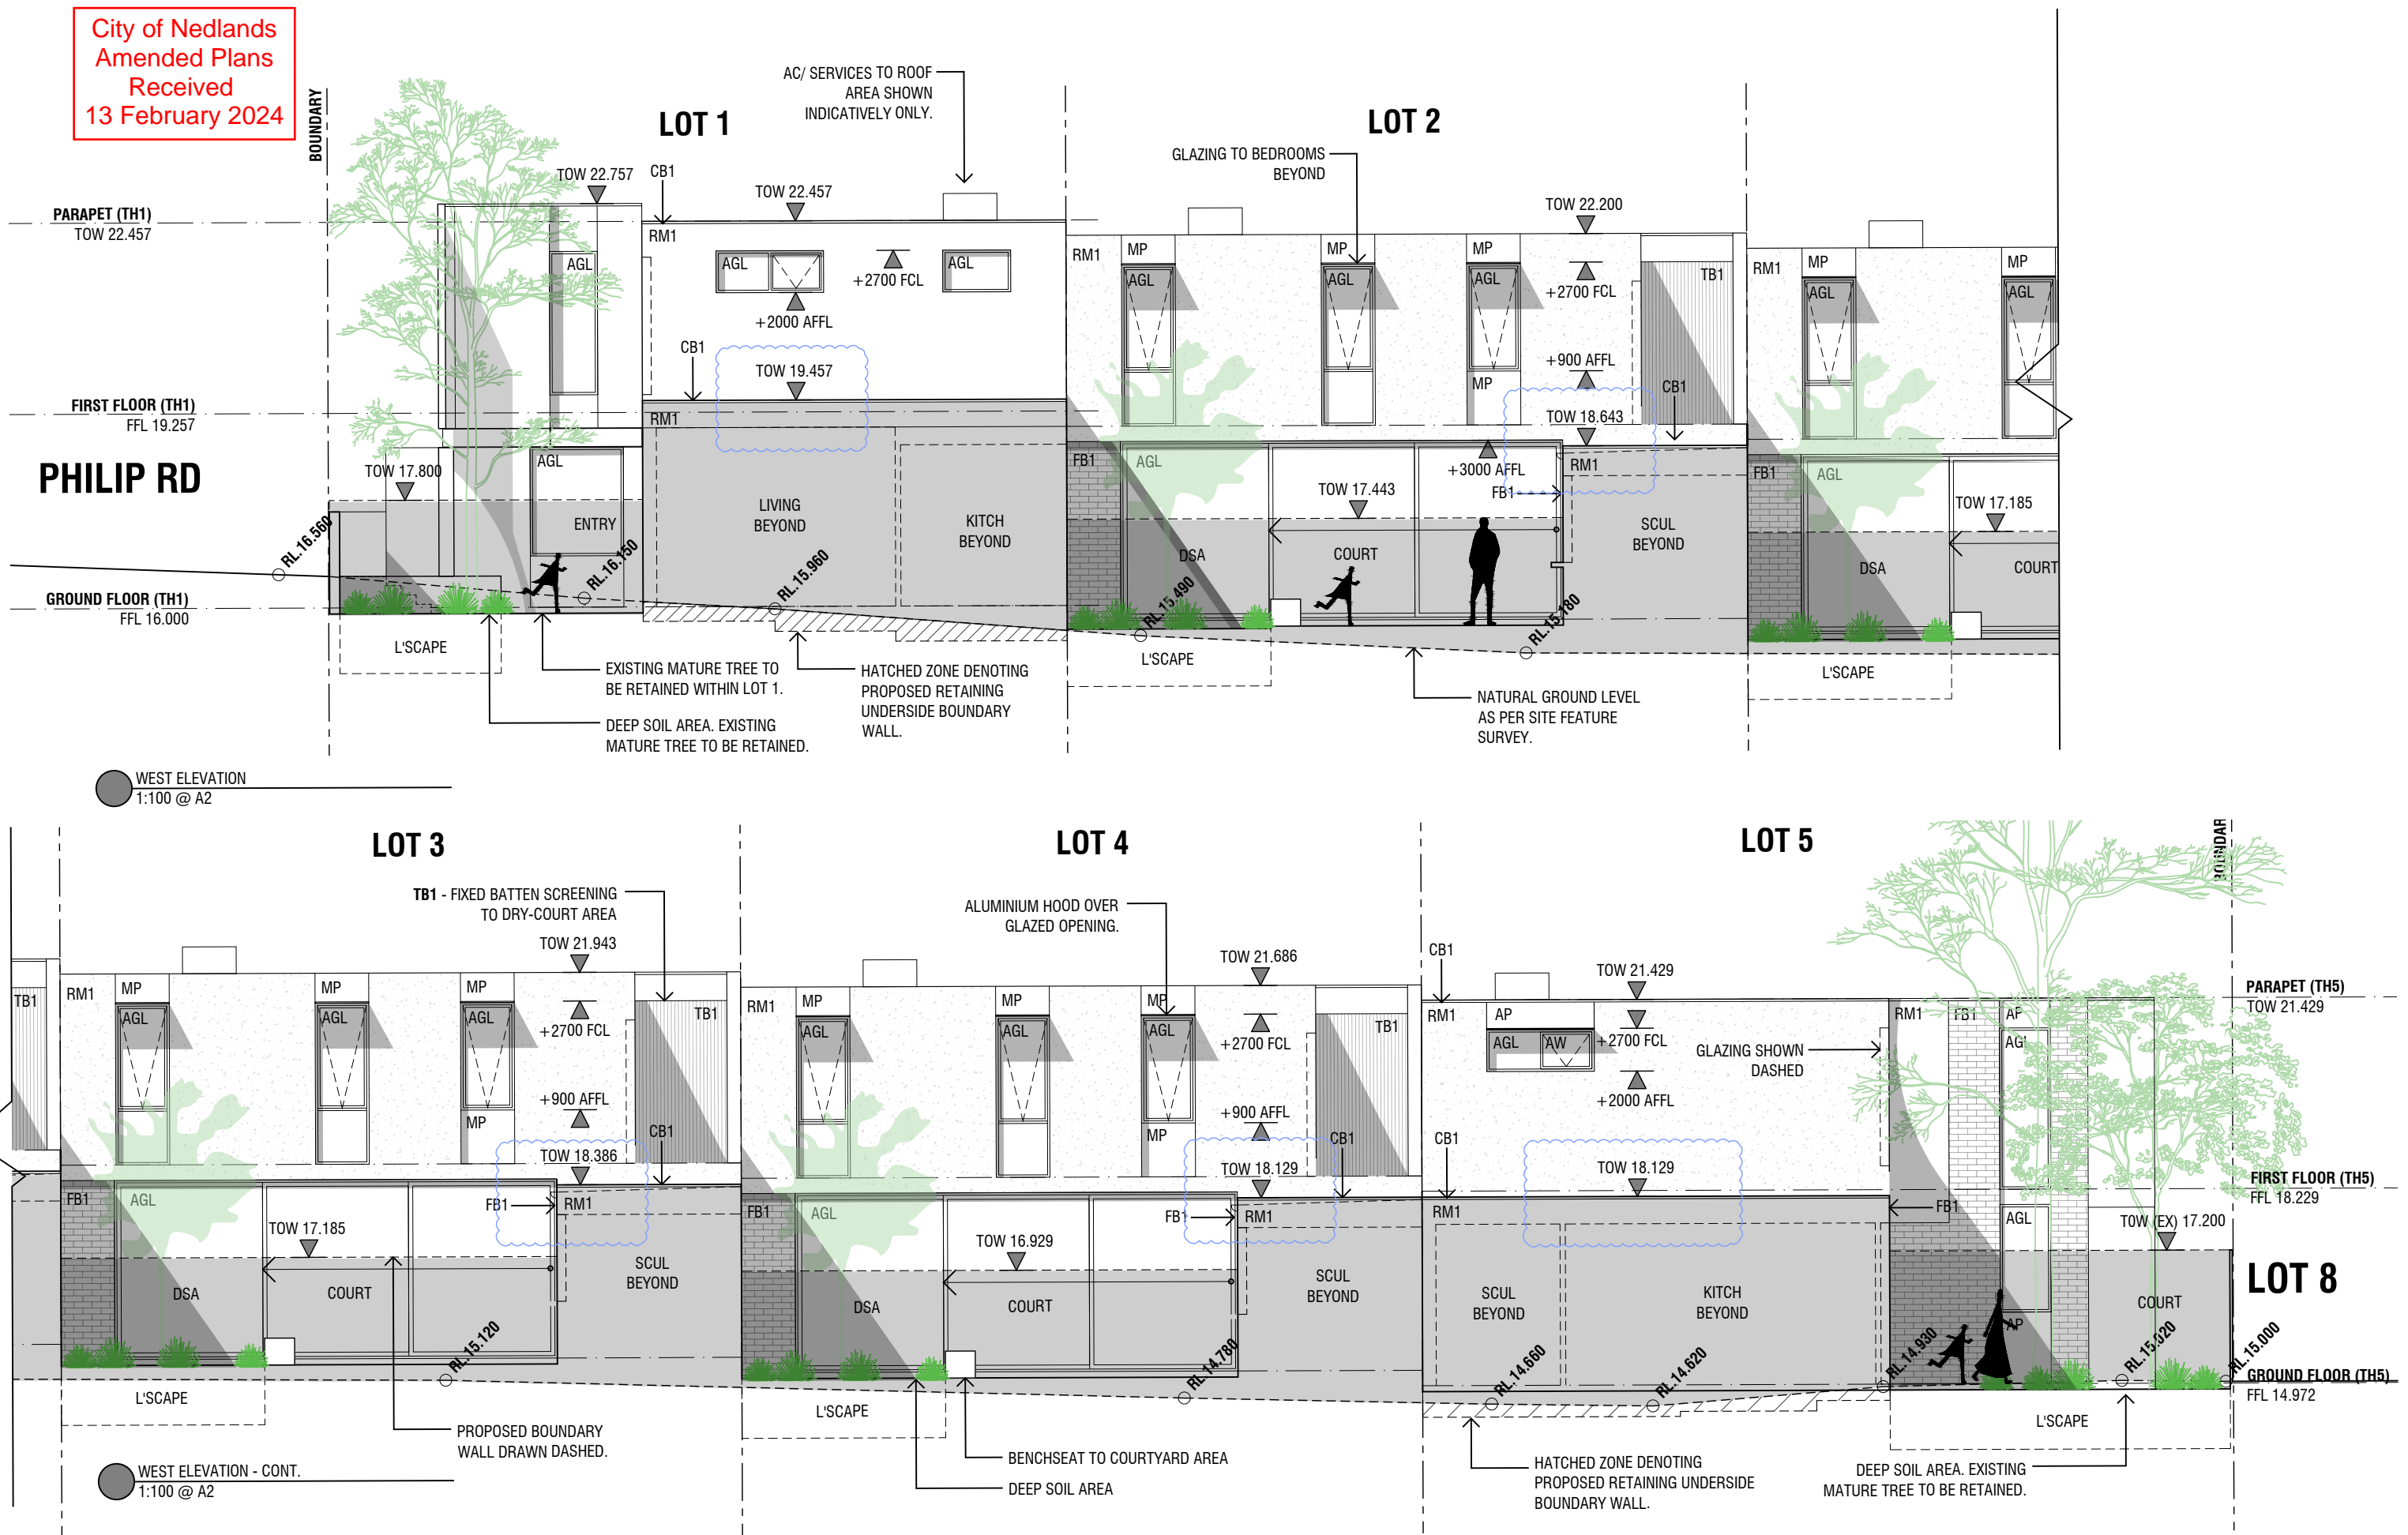 City of Nedlands
Amended Plans
Received
13 February 2024
BOUNDARY
LOT 1
AC/ SERVICES TO ROOF
AREA SHOWN
INDICATIVELY ONLY.
LOT 2
GLAZING TO BEDROOMS
BEYOND
TOW 22.757
CB1
TOW 22.457
TOW 22.200
PARAPET (TH1)
TOW 22.457
RM1
AGL
AGL
AGL
+2700 FCL
+2000 AFFL
RM1
MP
AGL
MP
AGL
MP
AGL
+2700 FCL
TB1
RM1
MP
AGL
MP
AGL
CB1
TOW 19.457
+900 AFFL
MP
CB1
TOW 18.643
FIRST FLOOR (TH1)
FFL 19.257
RM1
PHILIP RD
TOW 17.800
AGL
ENTRY
LIVING
BEYOND
KITCH
BEYOND
FB1
AGL
+3000 AFFL
RM1
FB1
TOW 17.443
DSA
COURT
SCUL
BEYOND
FB1
AGL
TOW 17.185
DSA
COURT
RL.16.560
RL.16.150
RL.15.960
RL.15.490
RL.15.180
GROUND FLOOR (TH1)
FFL 16.000
L'SCAPE
EXISTING MATURE TREE TO
BE RETAINED WITHIN LOT 1.
DEEP SOIL AREA. EXISTING
MATURE TREE TO BE RETAINED.
HATCHED ZONE DENOTING
PROPOSED RETAINING
UNDERSIDE BOUNDARY
WALL.
L'SCAPE
NATURAL GROUND LEVEL
AS PER SITE FEATURE
SURVEY.
L'SCAPE
WEST ELEVATION
1:100 @ A2
LOT 3
LOT 4
LOT 5
TB1 - FIXED BATTEN SCREENING
TO DRY-COURT AREA
ALUMINIUM HOOD OVER
GLAZED OPENING.
TOW 21.943
TOW 21.686
CB1
TOW 21.429
PARAPET (TH5)
TOW 21.429
TB1
RM1
MP
AGL
MP
AGL
MP
AGL
+2700 FCL
TB1
RM1
MP
AGL
MP
AGL
MP
AGL
+2700 FCL
TB1
RM1
AP
AGL
AW
+2700 FCL
GLAZING SHOWN
DASHED
RM1
FB1
+900 AFFL
MP
CB1
TOW 18.386
+900 AFFL
MP
CB1
TOW 18.129
+2000 AFFL
CB1
TOW 18.129
FIRST FLOOR (TH5)
FFL 18.229
FB1
AGL
FB1
RM1
TOW 17.185
DSA
COURT
SCUL
BEYOND
FB1
AGL
FB1
RM1
TOW 16.929
DSA
COURT
SCUL
BEYOND
RM1
SCUL
BEYOND
KITCH
BEYOND
FB1
AGL
TOW (EX) 17.200
COURT
AP
LOT 8
RL.15.120
RL.14.780
RL.14.660
RL.14.620
RL.14.930
RL.15.020
RL.15.000
GROUND FLOOR (TH5)
FFL 14.972
L'SCAPE
PROPOSED BOUNDARY
WALL DRAWN DASHED.
L'SCAPE
BENCHSEAT TO COURTYARD AREA
DEEP SOIL AREA
HATCHED ZONE DENOTING
PROPOSED RETAINING UNDERSIDE
BOUNDARY WALL.
L'SCAPE
DEEP SOIL AREA. EXISTING
MATURE TREE TO BE RETAINED.
WEST ELEVATION - CONT.
1:100 @ A2